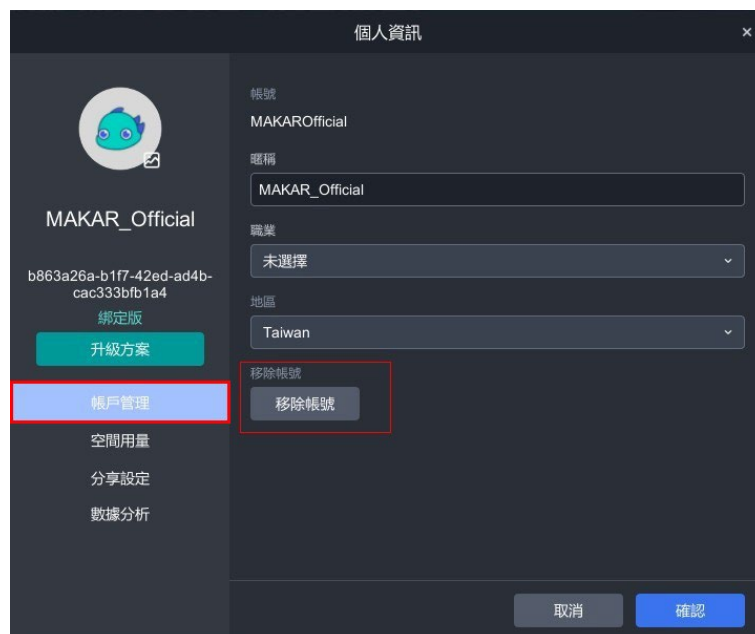 個人資訊
×
MAKAR_Official
b863a26a-b1f7-42ed-ad4b-
cac333bfb1a4
綁定版
升級方案
帳戶管理
空間用量
分享設定
數據分析
帳號
MAKAROfficial
暱稱
MAKAR_Official
職業
未選擇
地區
Taiwan
移除帳號
移除帳號
取消
確認